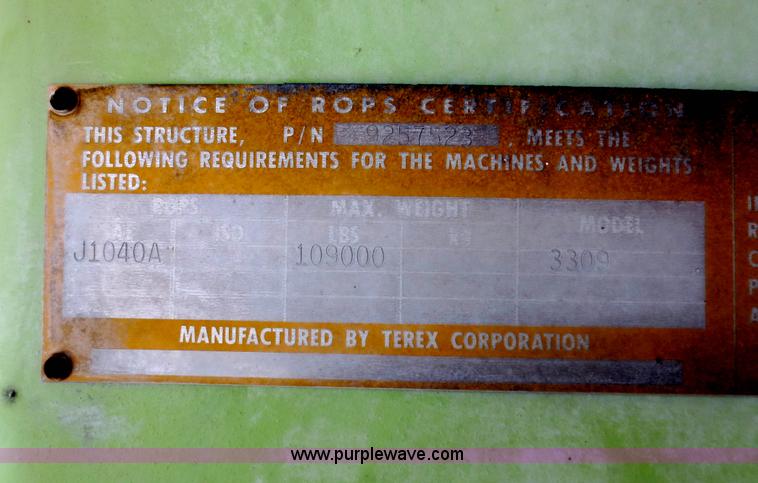 NOTICE OF ROPS CERTIFICATION
THIS STRUCTURE, P/N 9257523, MEETS THE
FOLLOWING REQUIREMENTS FOR THE MACHINES AND WEIGHTS
LISTED:
ROPS MAX. WEIGHT MODEL
SAE ISO LBS KG
J1040A 109000 3309
MANUFACTURED BY TEREX CORPORATION
www.purplewave.com